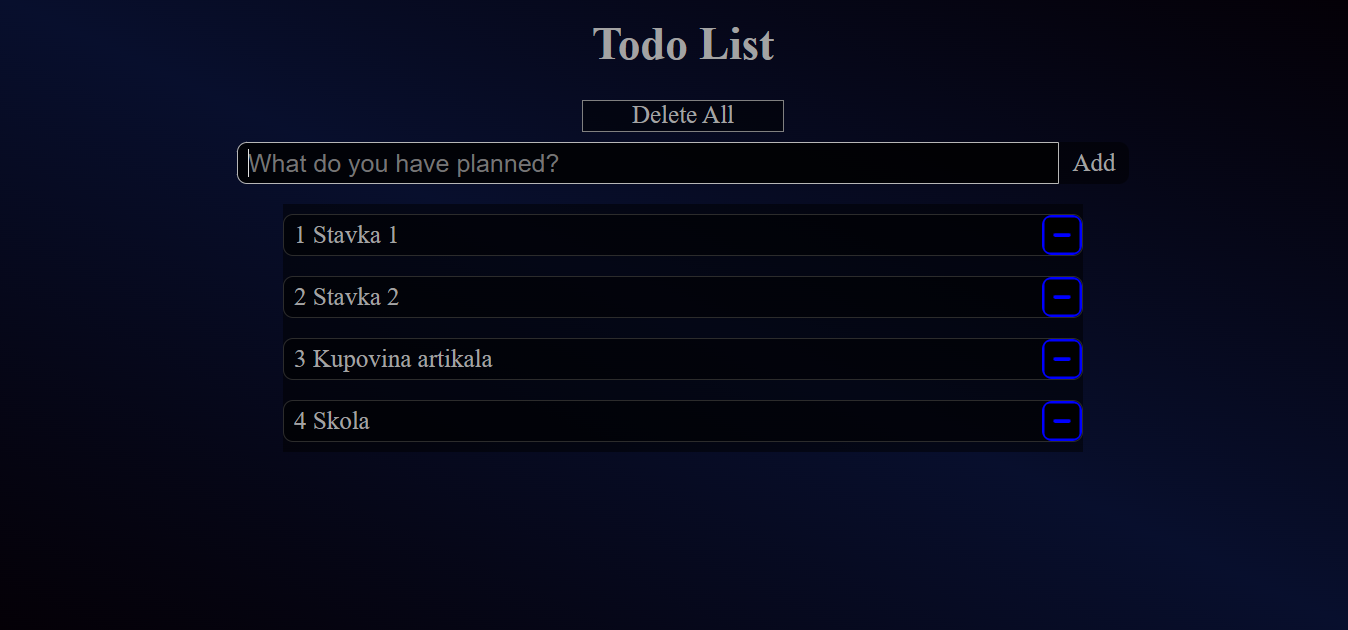 Todo List
Delete All
What do you have planned? Add
1 Stavka 1
2 Stavka 2
3 Kupovina artikala
4 Skola